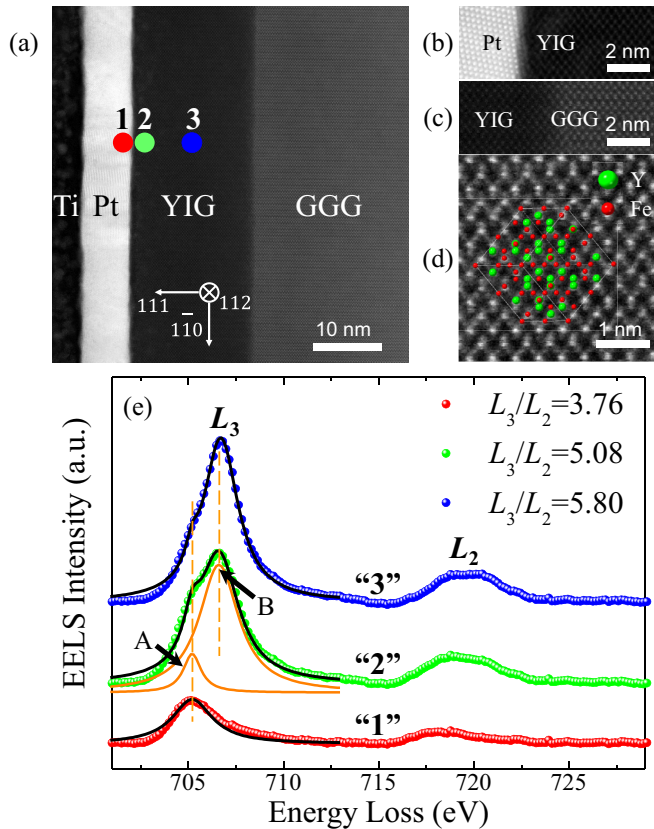 (a)
1 2 3
Ti Pt YIG GGG
111 112
1̅10
10 nm
(b)
Pt YIG
2 nm
(c)
YIG GGG
2 nm
(d)
Y
Fe
1 nm
(e)
L3
L3/L2=3.76
L3/L2=5.08
L3/L2=5.80
L2
"3"
B
A
"2"
"1"
EELS Intensity (a.u.)
705 710 715 720 725
Energy Loss (eV)